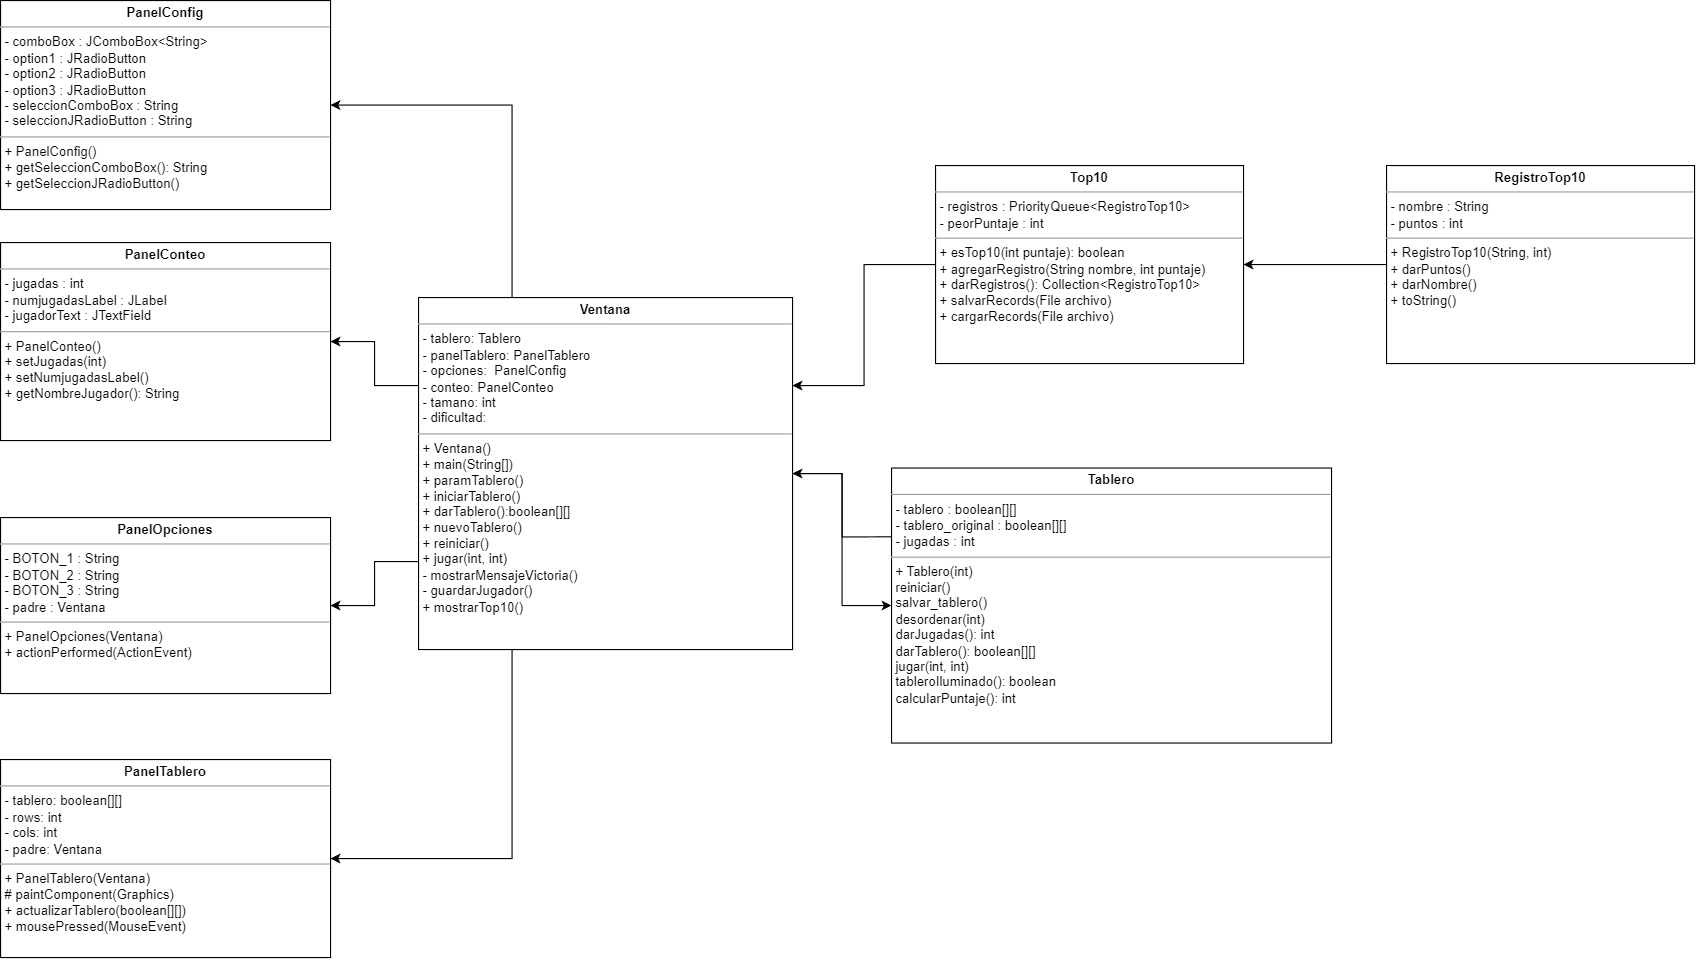 PanelConfig
- comboBox : JComboBox<String>
- option1 : JRadioButton
- option2 : JRadioButton
- option3 : JRadioButton
- seleccionComboBox : String
- seleccionJRadioButton : String
+ PanelConfig()
+ getSeleccionComboBox(): String
+ getSeleccionJRadioButton()
PanelConteo
- jugadas : int
- numjugadasLabel : JLabel
- jugadorText : JTextField
+ PanelConteo()
+ setJugadas(int)
+ setNumjugadasLabel()
+ getNombreJugador(): String
PanelOpciones
- BOTON_1 : String
- BOTON_2 : String
- BOTON_3 : String
- padre : Ventana
+ PanelOpciones(Ventana)
+ actionPerformed(ActionEvent)
PanelTablero
- tablero: boolean[][]
- rows: int
- cols: int
- padre: Ventana
+ PanelTablero(Ventana)
# paintComponent(Graphics)
+ actualizarTablero(boolean[][])
+ mousePressed(MouseEvent)
Ventana
- tablero: Tablero
- panelTablero: PanelTablero
- opciones:  PanelConfig
- conteo: PanelConteo
- tamano: int
- dificultad:
+ Ventana()
+ main(String[])
+ paramTablero()
+ iniciarTablero()
+ darTablero():boolean[][]
+ nuevoTablero()
+ reiniciar()
+ jugar(int, int)
- mostrarMensajeVictoria()
- guardarJugador()
+ mostrarTop10()
Top10
- registros : PriorityQueue<RegistroTop10>
- peorPuntaje : int
+ esTop10(int puntaje): boolean
+ agregarRegistro(String nombre, int puntaje)
+ darRegistros(): Collection<RegistroTop10>
+ salvarRecords(File archivo)
+ cargarRecords(File archivo)
RegistroTop10
- nombre : String
- puntos : int
+ RegistroTop10(String, int)
+ darPuntos()
+ darNombre()
+ toString()
Tablero
- tablero : boolean[][]
- tablero_original : boolean[][]
- jugadas : int
+ Tablero(int)
reiniciar()
salvar_tablero()
desordenar(int)
darJugadas(): int
darTablero(): boolean[][]
jugar(int, int)
tableroIluminado(): boolean
calcularPuntaje(): int